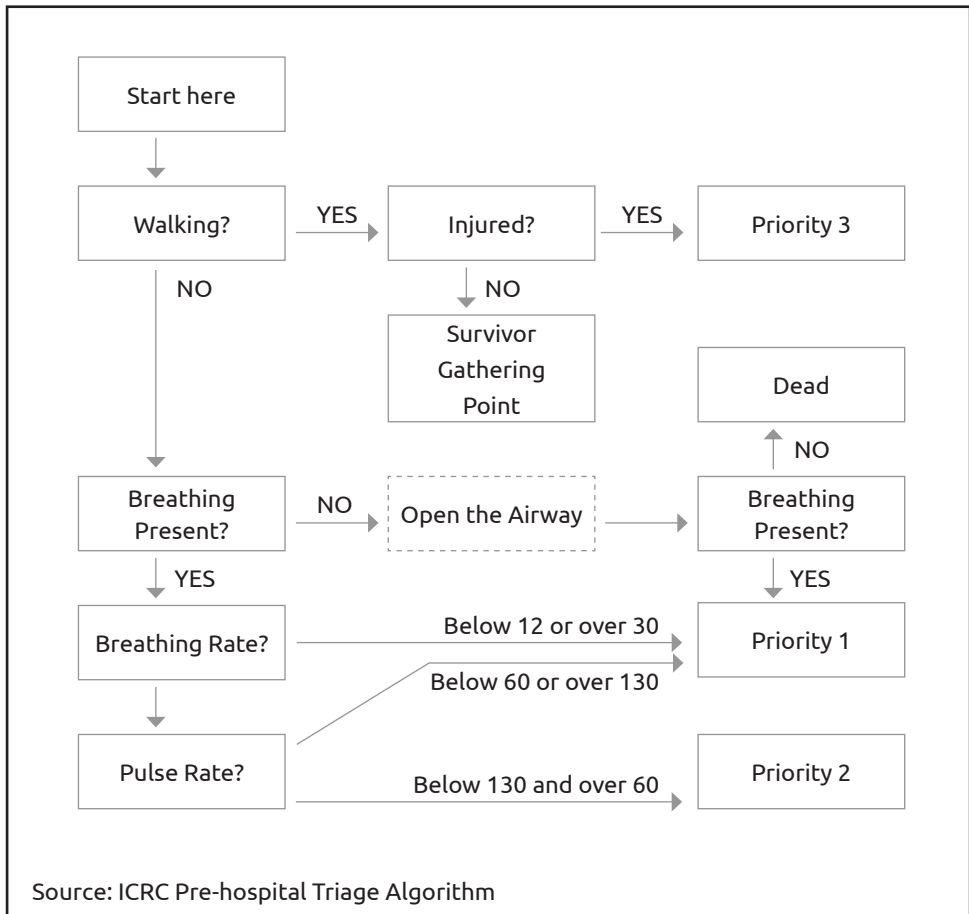 Start here
Walking?
YES
Injured?
YES
Priority 3
NO
NO
Survivor
Gathering
Point
Dead
NO
Breathing
Present?
NO
Open the Airway
Breathing
Present?
YES
YES
Breathing Rate?
Below 12 or over 30
Priority 1
Below 60 or over 130
Pulse Rate?
Below 130 and over 60
Priority 2
Source: ICRC Pre-hospital Triage Algorithm